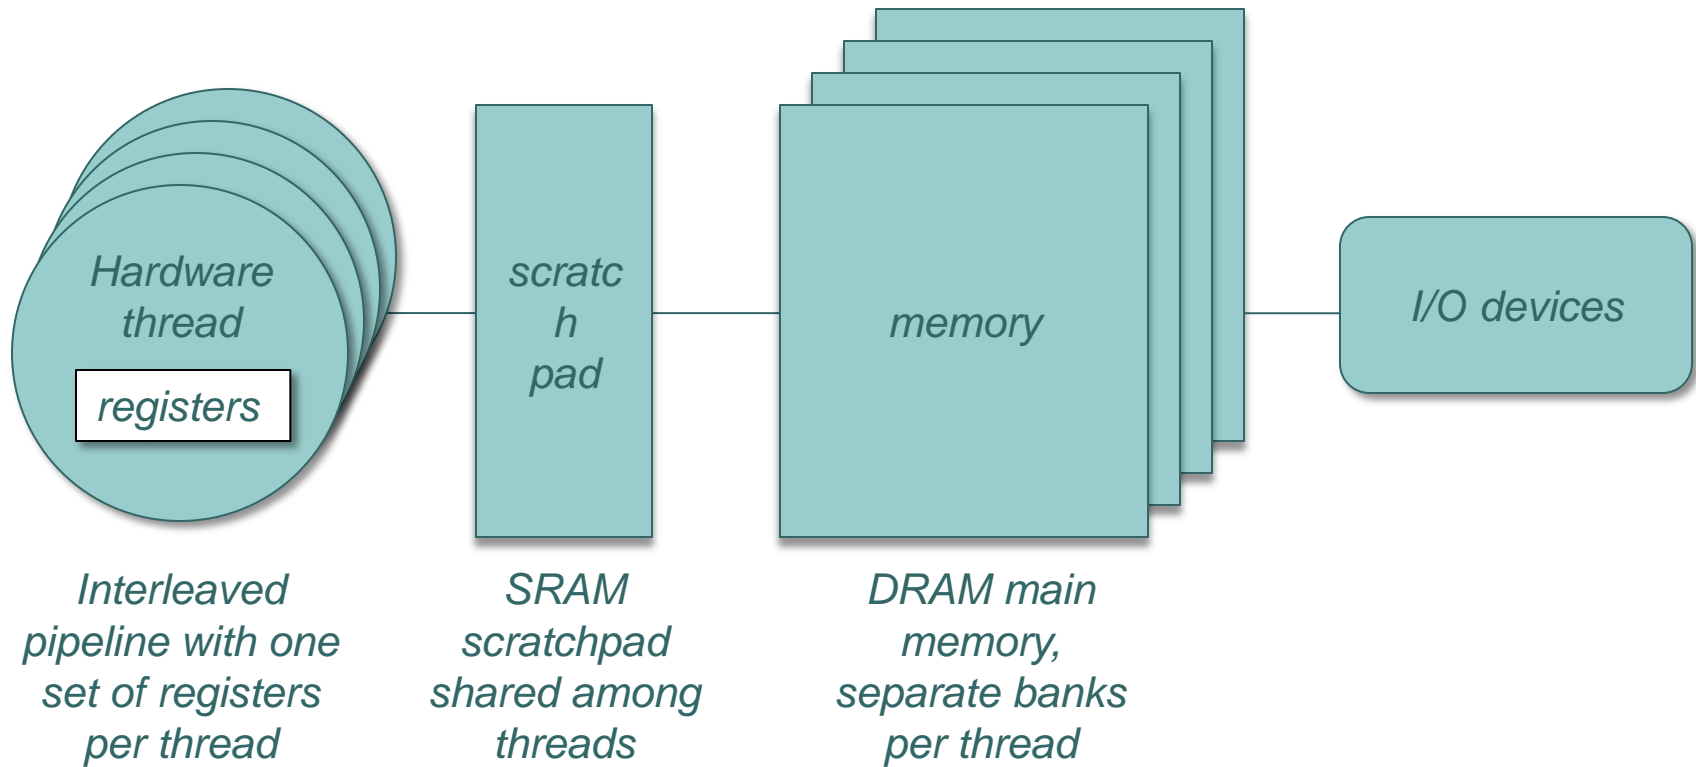 Hardware
thread
registers
scratc
h
pad
memory
I/O devices
Interleaved
pipeline with one
set of registers
per thread
SRAM
scratchpad
shared among
threads
DRAM main
memory,
separate banks
per thread